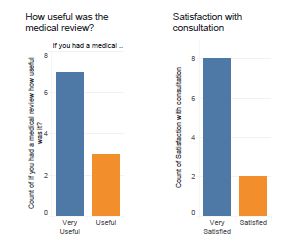 How useful was the
medical review?
If you had a medical ..
Count of If you had a medical review how useful
was it?
8
6
4
2
0
Very
Useful
Useful
Satisfaction with
consultation
Count of Satisfaction with consultation
8
6
4
2
0
Very
Satisfied
Satisfied